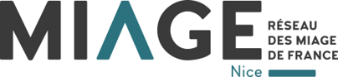 MIAGE
RÉSEAU
DES MIAGE
DE FRANCE
Nice